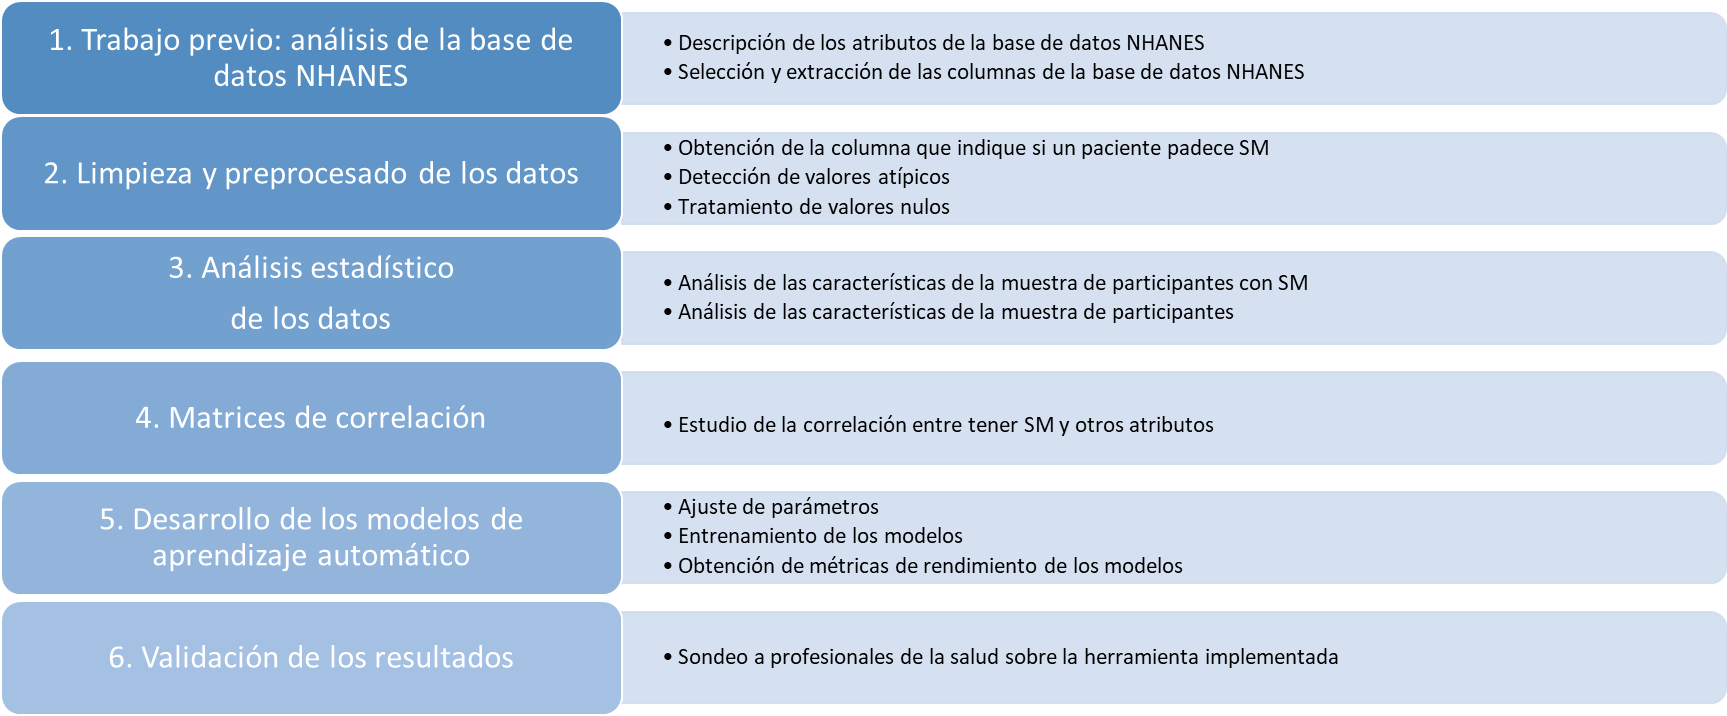 1. Trabajo previo: análisis de la base de
datos NHANES
• Descripción de los atributos de la base de datos NHANES
• Selección y extracción de las columnas de la base de datos NHANES
2. Limpieza y preprocesado de los datos
• Obtención de la columna que indique si un paciente padece SM
• Detección de valores atípicos
• Tratamiento de valores nulos
3. Análisis estadístico
de los datos
• Análisis de las características de la muestra de participantes con SM
• Análisis de las características de la muestra de participantes
4. Matrices de correlación
• Estudio de la correlación entre tener SM y otros atributos
5. Desarrollo de los modelos de
aprendizaje automático
• Ajuste de parámetros
• Entrenamiento de los modelos
• Obtención de métricas de rendimiento de los modelos
6. Validación de los resultados
• Sondeo a profesionales de la salud sobre la herramienta implementada